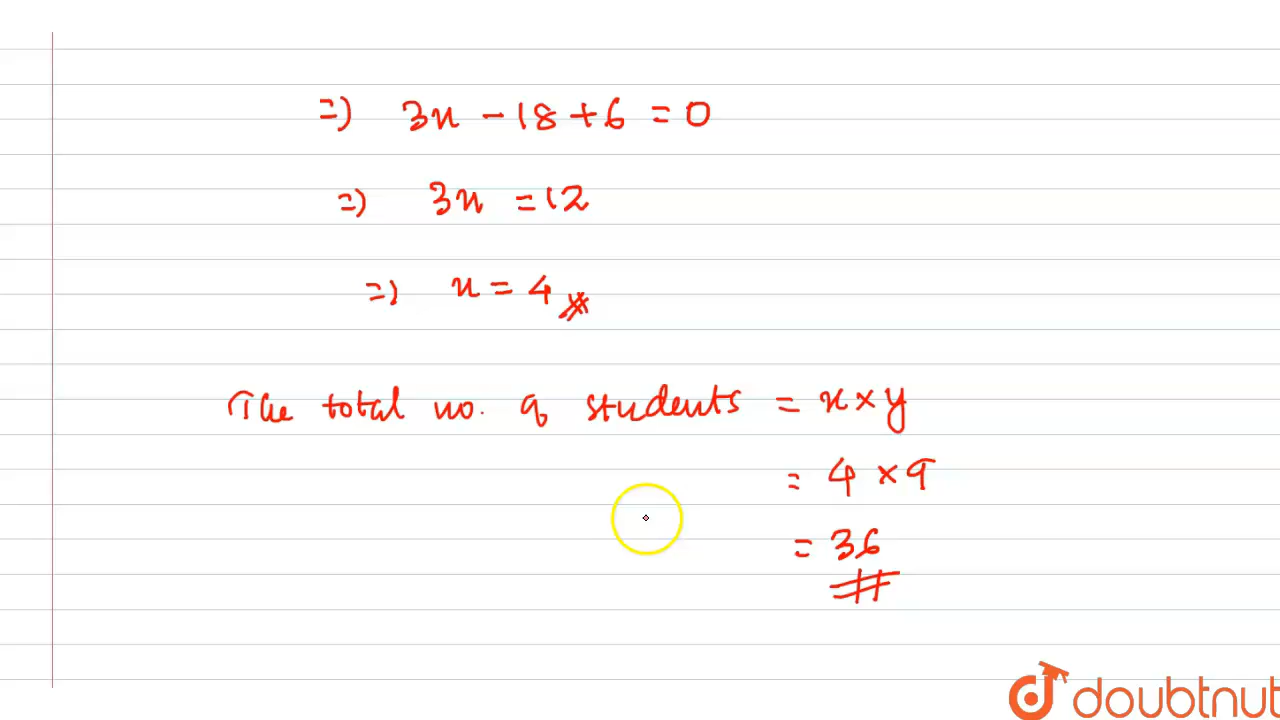 =) 3x - 18 + 6 = 0
=) 3x = 12
=) x = 4
The total no. of students = x × y
= 4 × 9
= 36
doubtnut